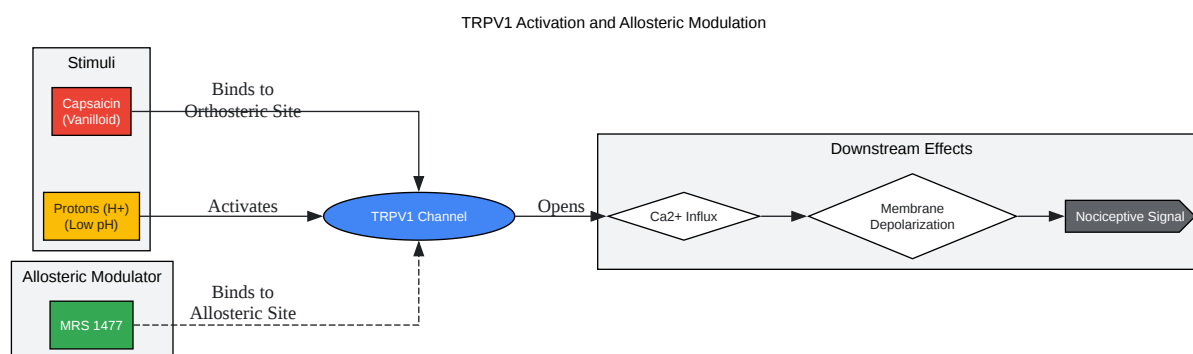 TRPV1 Activation and Allosteric Modulation
Stimuli
Capsaicin
(Vanilloid)
Binds to
Orthosteric Site
Protons (H+)
(Low pH)
Activates
TRPV1 Channel
Opens
Downstream Effects
Ca2+ Influx
Membrane
Depolarization
Nociceptive Signal
Allosteric Modulator
MRS 1477
Binds to
Allosteric Site